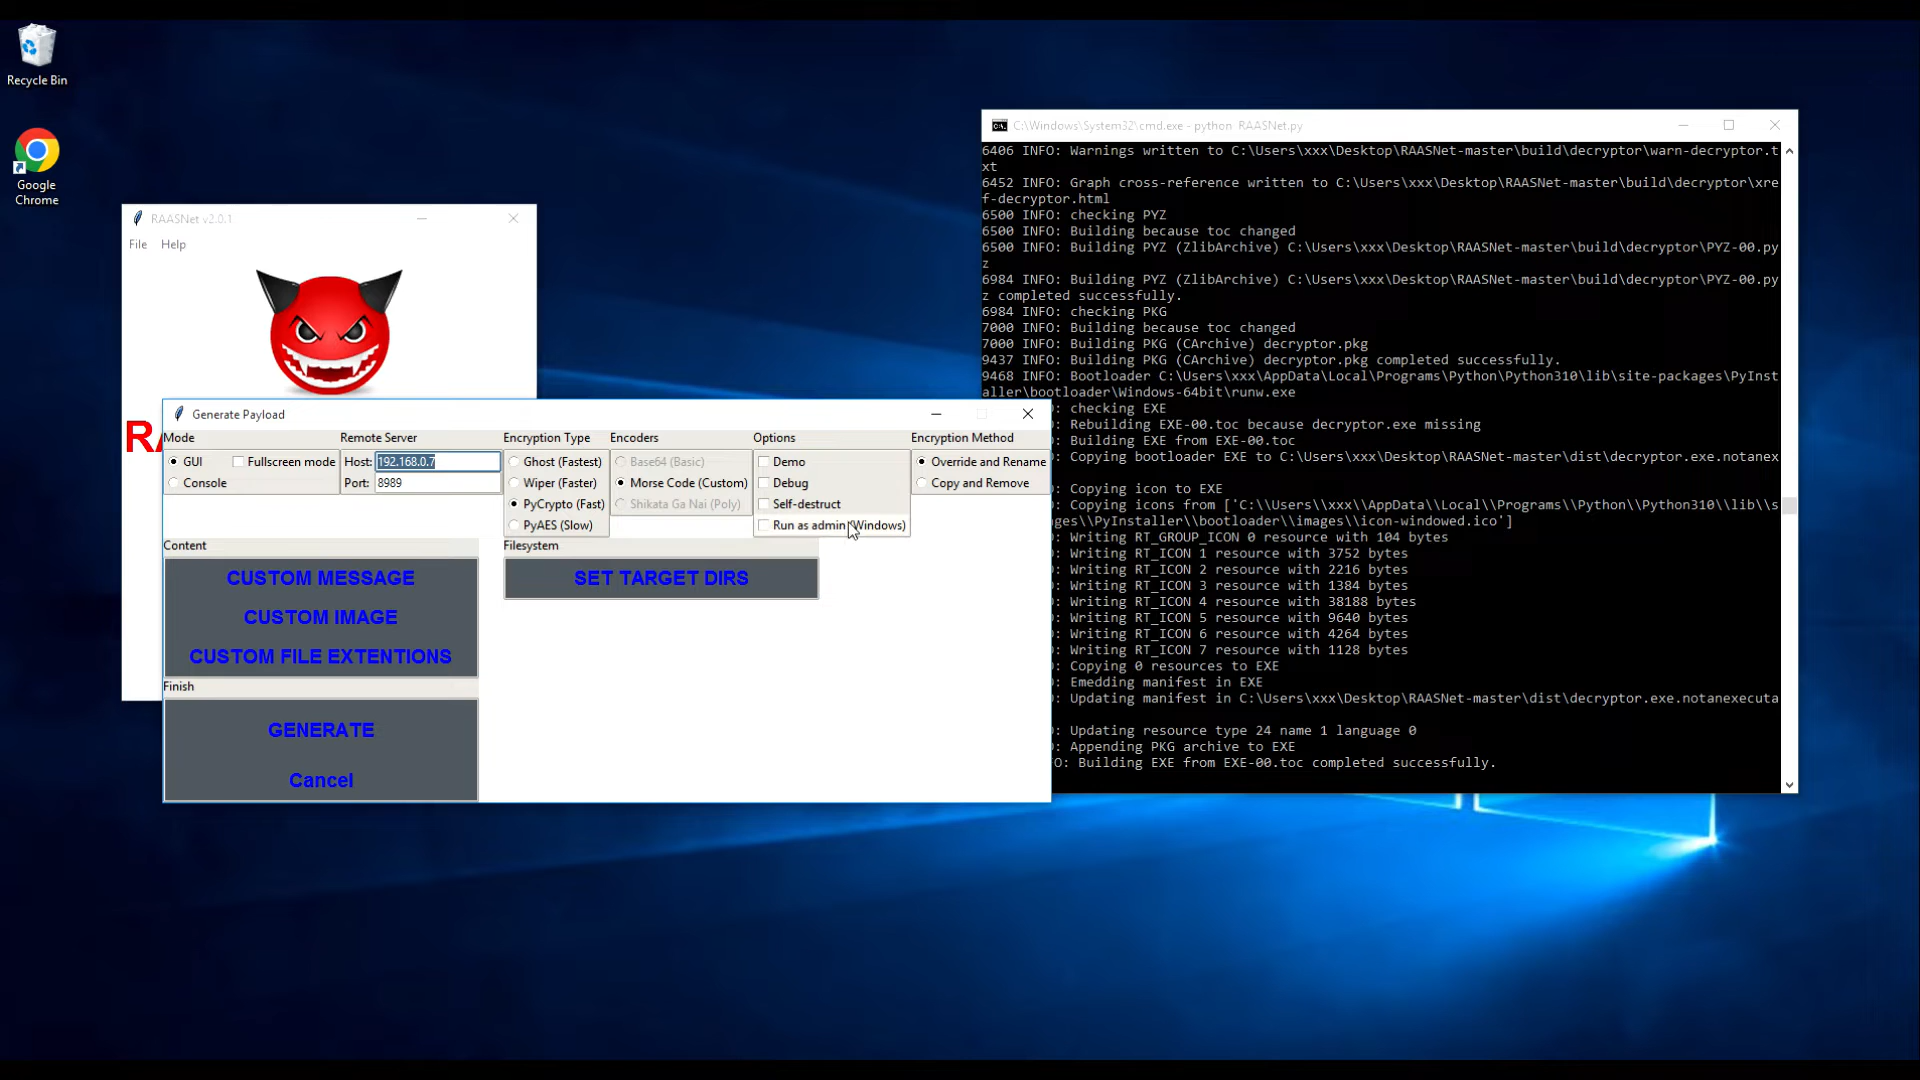 Recycle Bin
Google
Chrome
RAASNet v2.0.1
File Help
RA
Generate Payload
Mode
GUI
Fullscreen mode
Console
Remote Server
Host: 192.168.0.7
Port: 8989
Encryption Type
Ghost (Fastest)
Wiper (Faster)
PyCrypto (Fast)
PyAES (Slow)
Encoders
Base64 (Basic)
Morse Code (Custom)
Shikata Ga Nai (Poly)
Options
Demo
Debug
Self-destruct
Run as admin (Windows)
Encryption Method
Override and Rename
Copy and Remove
Content
CUSTOM MESSAGE
CUSTOM IMAGE
CUSTOM FILE EXTENTIONS
Filesystem
SET TARGET DIRS
Finish
GENERATE
Cancel
C:\Windows\System32\cmd.exe - python RAASNet.py
6406 INFO: Warnings written to C:\Users\xxx\Desktop\RAASNet-master\build\decryptor\warn-decryptor.t
xt
6452 INFO: Graph cross-reference written to C:\Users\xxx\Desktop\RAASNet-master\build\decryptor\xre
f-decryptor.html
6500 INFO: checking PYZ
6500 INFO: Building because toc changed
6500 INFO: Building PYZ (ZlibArchive) C:\Users\xxx\Desktop\RAASNet-master\build\decryptor\PYZ-00.py
z
6984 INFO: Building PYZ (ZlibArchive) C:\Users\xxx\Desktop\RAASNet-master\build\decryptor\PYZ-00.py
z completed successfully.
6984 INFO: checking PKG
7000 INFO: Building because toc changed
7000 INFO: Building PKG (CArchive) decryptor.pkg
9437 INFO: Building PKG (CArchive) decryptor.pkg completed successfully.
9468 INFO: Bootloader C:\Users\xxx\AppData\Local\Programs\Python\Python310\lib\site-packages\PyInst
aller\bootloader\Windows-64bit\runw.exe
: checking EXE
: Rebuilding EXE-00.toc because decryptor.exe missing
: Building EXE from EXE-00.toc
: Copying bootloader EXE to C:\Users\xxx\Desktop\RAASNet-master\dist\decryptor.exe.notanex
: Copying icon to EXE
: Copying icons from ['C:\\Users\\xxx\\AppData\\Local\\Programs\\Python\\Python310\\lib\\s
ages\\PyInstaller\\bootloader\\images\\icon-windowed.ico']
: Writing RT_GROUP_ICON 0 resource with 104 bytes
: Writing RT_ICON 1 resource with 3752 bytes
: Writing RT_ICON 2 resource with 2216 bytes
: Writing RT_ICON 3 resource with 1384 bytes
: Writing RT_ICON 4 resource with 38188 bytes
: Writing RT_ICON 5 resource with 9640 bytes
: Writing RT_ICON 6 resource with 4264 bytes
: Writing RT_ICON 7 resource with 1128 bytes
: Copying 0 resources to EXE
: Emedding manifest in EXE
: Updating manifest in C:\Users\xxx\Desktop\RAASNet-master\dist\decryptor.exe.notanexecuta
: Updating resource type 24 name 1 language 0
: Appending PKG archive to EXE
O: Building EXE from EXE-00.toc completed successfully.